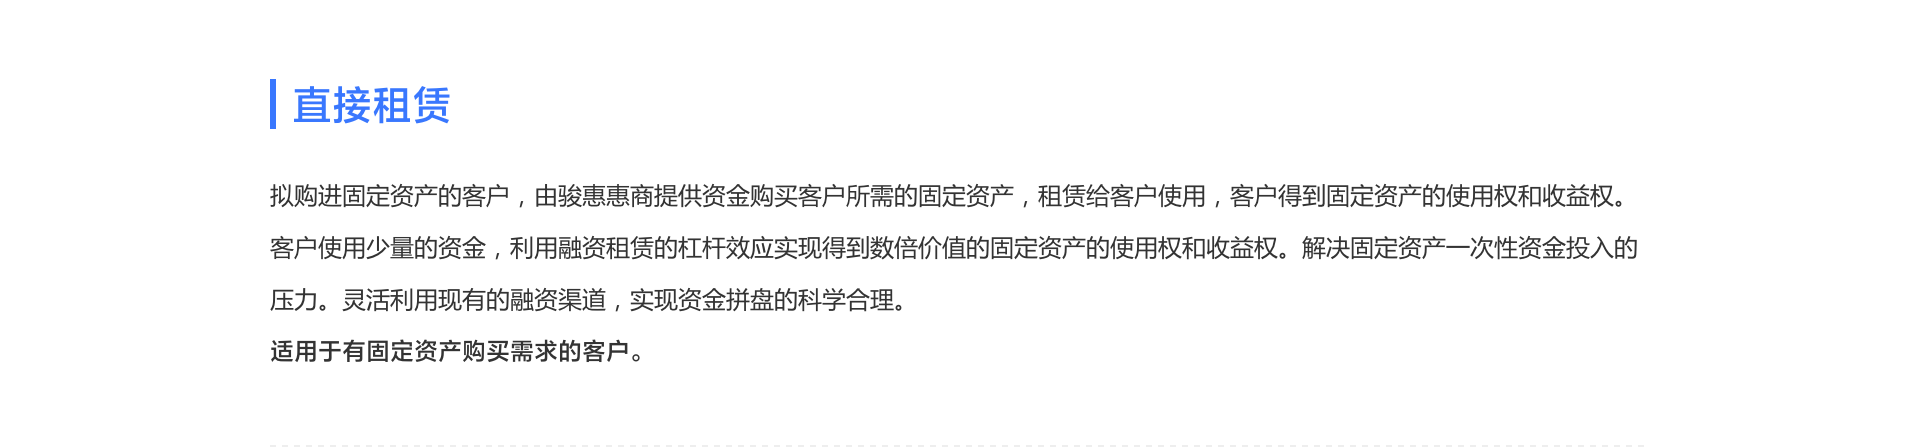 直接租赁
拟购进固定资产的客户，由骏惠惠商提供资金购买客户所需的固定资产，租赁给客户使用，客户得到固定资产的使用权和收益权。
客户使用少量的资金，利用融资租赁的杠杆效应实现得到数倍价值的固定资产的使用权和收益权。解决固定资产一次性资金投入的
压力。灵活利用现有的融资渠道，实现资金拼盘的科学合理。
适用于有固定资产购买需求的客户。